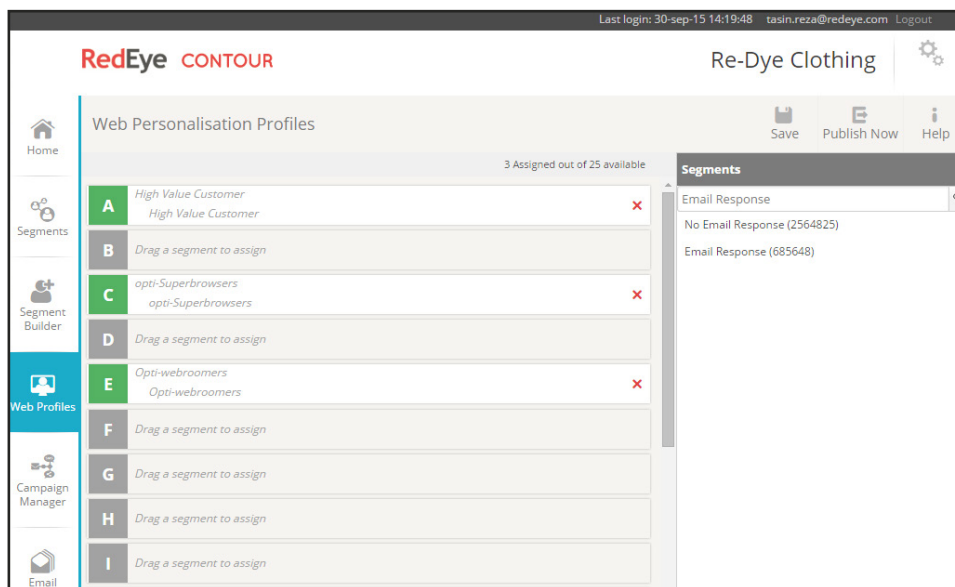 Last login: 30-sep-15 14:19:48 tasin.reza@redeye.com Logout
RedEye CONTOUR
Re-Dye Clothing
Home
Segments
Segment
Builder
Web Profiles
Campaign
Manager
Email
Web Personalisation Profiles
Save
Publish Now
Help
3 Assigned out of 25 available
A
High Value Customer
High Value Customer
B
Drag a segment to assign
C
opti-Superbrowsers
opti-Superbrowsers
D
Drag a segment to assign
E
Opti-webroomers
Opti-webroomers
F
Drag a segment to assign
G
Drag a segment to assign
H
Drag a segment to assign
I
Drag a segment to assign
Segments
Email Response
No Email Response (2564825)
Email Response (685648)